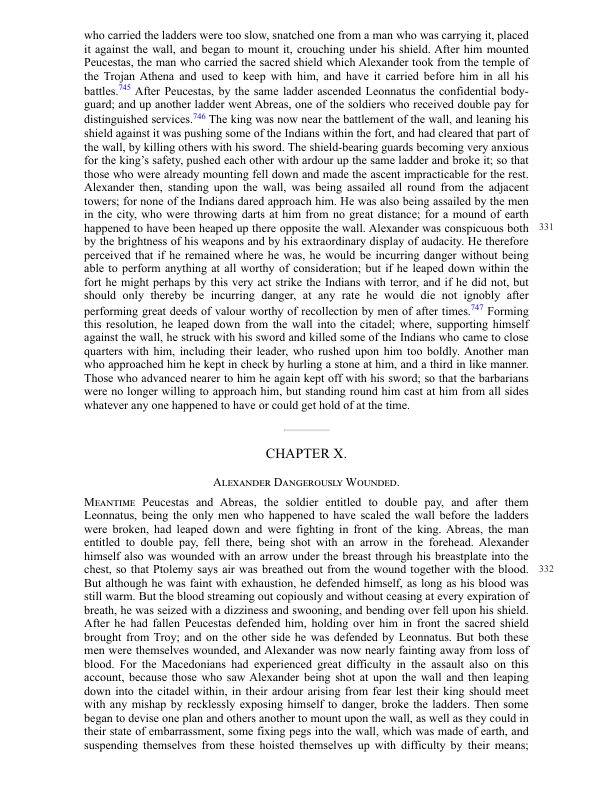 who carried the ladders were too slow, snatched one from a man who was carrying it, placed
it against the wall, and began to mount it, crouching under his shield. After him mounted
Peucestas, the man who carried the sacred shield which Alexander took from the temple of
the Trojan Athena and used to keep with him, and have it carried before him in all his
battles.745 After Peucestas, by the same ladder ascended Leonnatus the confidential body-
guard; and up another ladder went Abreas, one of the soldiers who received double pay for
distinguished services.746 The king was now near the battlement of the wall, and leaning his
shield against it was pushing some of the Indians within the fort, and had cleared that part of
the wall, by killing others with his sword. The shield-bearing guards becoming very anxious
for the king’s safety, pushed each other with ardour up the same ladder and broke it; so that
those who were already mounting fell down and made the ascent impracticable for the rest.
Alexander then, standing upon the wall, was being assailed all round from the adjacent
towers; for none of the Indians dared approach him. He was also being assailed by the men
in the city, who were throwing darts at him from no great distance; for a mound of earth
happened to have been heaped up there opposite the wall. Alexander was conspicuous both 331
by the brightness of his weapons and by his extraordinary display of audacity. He therefore
perceived that if he remained where he was, he would be incurring danger without being
able to perform anything at all worthy of consideration; but if he leaped down within the
fort he might perhaps by this very act strike the Indians with terror, and if he did not, but
should only thereby be incurring danger, at any rate he would die not ignobly after
performing great deeds of valour worthy of recollection by men of after times.747 Forming
this resolution, he leaped down from the wall into the citadel; where, supporting himself
against the wall, he struck with his sword and killed some of the Indians who came to close
quarters with him, including their leader, who rushed upon him too boldly. Another man
who approached him he kept in check by hurling a stone at him, and a third in like manner.
Those who advanced nearer to him he again kept off with his sword; so that the barbarians
were no longer willing to approach him, but standing round him cast at him from all sides
whatever any one happened to have or could get hold of at the time.
CHAPTER X.
Alexander Dangerously Wounded.
Meantime Peucestas and Abreas, the soldier entitled to double pay, and after them
Leonnatus, being the only men who happened to have scaled the wall before the ladders
were broken, had leaped down and were fighting in front of the king. Abreas, the man
entitled to double pay, fell there, being shot with an arrow in the forehead. Alexander
himself also was wounded with an arrow under the breast through his breastplate into the
chest, so that Ptolemy says air was breathed out from the wound together with the blood. 332
But although he was faint with exhaustion, he defended himself, as long as his blood was
still warm. But the blood streaming out copiously and without ceasing at every expiration of
breath, he was seized with a dizziness and swooning, and bending over fell upon his shield.
After he had fallen Peucestas defended him, holding over him in front the sacred shield
brought from Troy; and on the other side he was defended by Leonnatus. But both these
men were themselves wounded, and Alexander was now nearly fainting away from loss of
blood. For the Macedonians had experienced great difficulty in the assault also on this
account, because those who saw Alexander being shot at upon the wall and then leaping
down into the citadel within, in their ardour arising from fear lest their king should meet
with any mishap by recklessly exposing himself to danger, broke the ladders. Then some
began to devise one plan and others another to mount upon the wall, as well as they could in
their state of embarrassment, some fixing pegs into the wall, which was made of earth, and
suspending themselves from these hoisted themselves up with difficulty by their means;